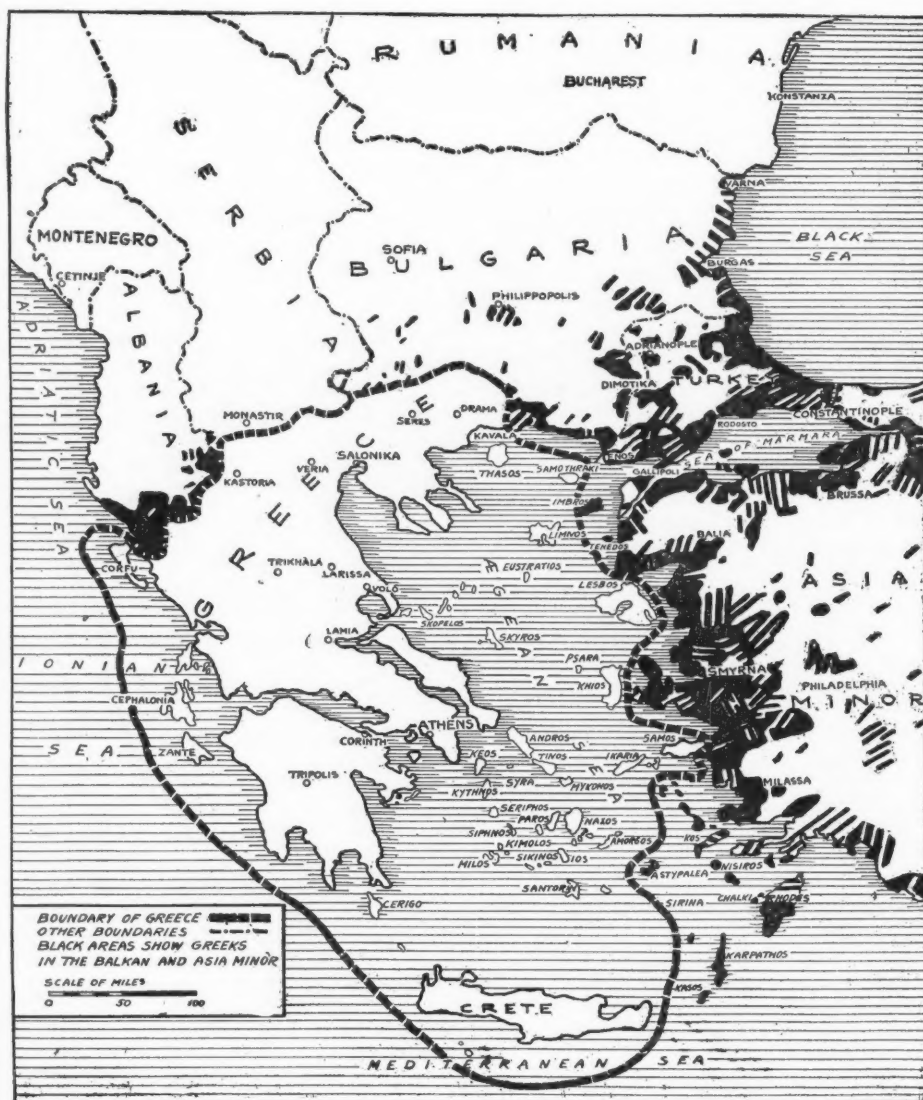 RUMANIA
BUCHAREST
KONSTANZA
SERBIA
VARNA
MONTENEGRO
SOFIA
BULGARIA
BLACK SEA
CETINJE
BURGAS
ALBANIA
PHILIPPOPOLIS
ADRIATIC SEA
ADRIANOPLE
DIMOTIKA
TURKEY
MONASTIR
SERES
DRAMA
CONSTANTINOPLE
RODOSTO
KAVALA
VERIA
SALONIKA
ENOS
SEA OF MARMARA
KASTORIA
THASOS
SAMOTHRAKI
GALLIPOLI
BRUSSA
GREECE
IMBROS
LIMNOS
BALIA
TENEDOS
CORFU
TRIKHALA
LARISSA
EUSTRATIOS
ASIA MINOR
VOLO
LESBOS
SKOPELOS
LAMIA
SKYROS
AEGEAN SEA
IONIAN SEA
PSARA
SMYRNA
KHIOS
PHILADELPHIA
CEPHALONIA
ATHENS
ANDROS
SAMOS
ZANTE
CORINTH
KEOS
TINOS
IKARIA
TRIPOLIS
SYRA
MYKONOS
MILASSA
KYTHNOS
SERIPHOS
PAROS
NAXOS
SIPHNOS
KIMOLOS
AMORGOS
KOS
MILOS
SIKINOS
IOS
ASTYPALEA
NISIROS
SANTORIN
CHALKI
RHODES
CERIGO
SIRINA
BOUNDARY OF GREECE
OTHER BOUNDARIES
BLACK AREAS SHOW GREEKS
IN THE BALKAN AND ASIA MINOR
SCALE OF MILES
0 50 100
KARPATHOS
KASOS
CRETE
MEDITERRANEAN SEA